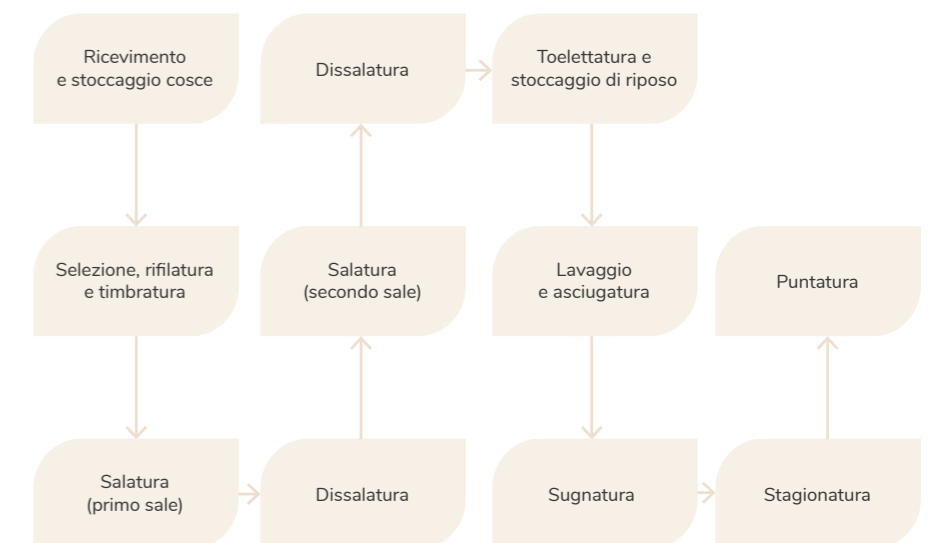 Ricevimento
e stoccaggio cosce
Dissalatura
Toelettatura e
stoccaggio di riposo
Selezione, rifilatura
e timbratura
Salatura
(secondo sale)
Lavaggio
e asciugatura
Puntatura
Salatura
(primo sale)
Dissalatura
Sugnatura
Stagionatura